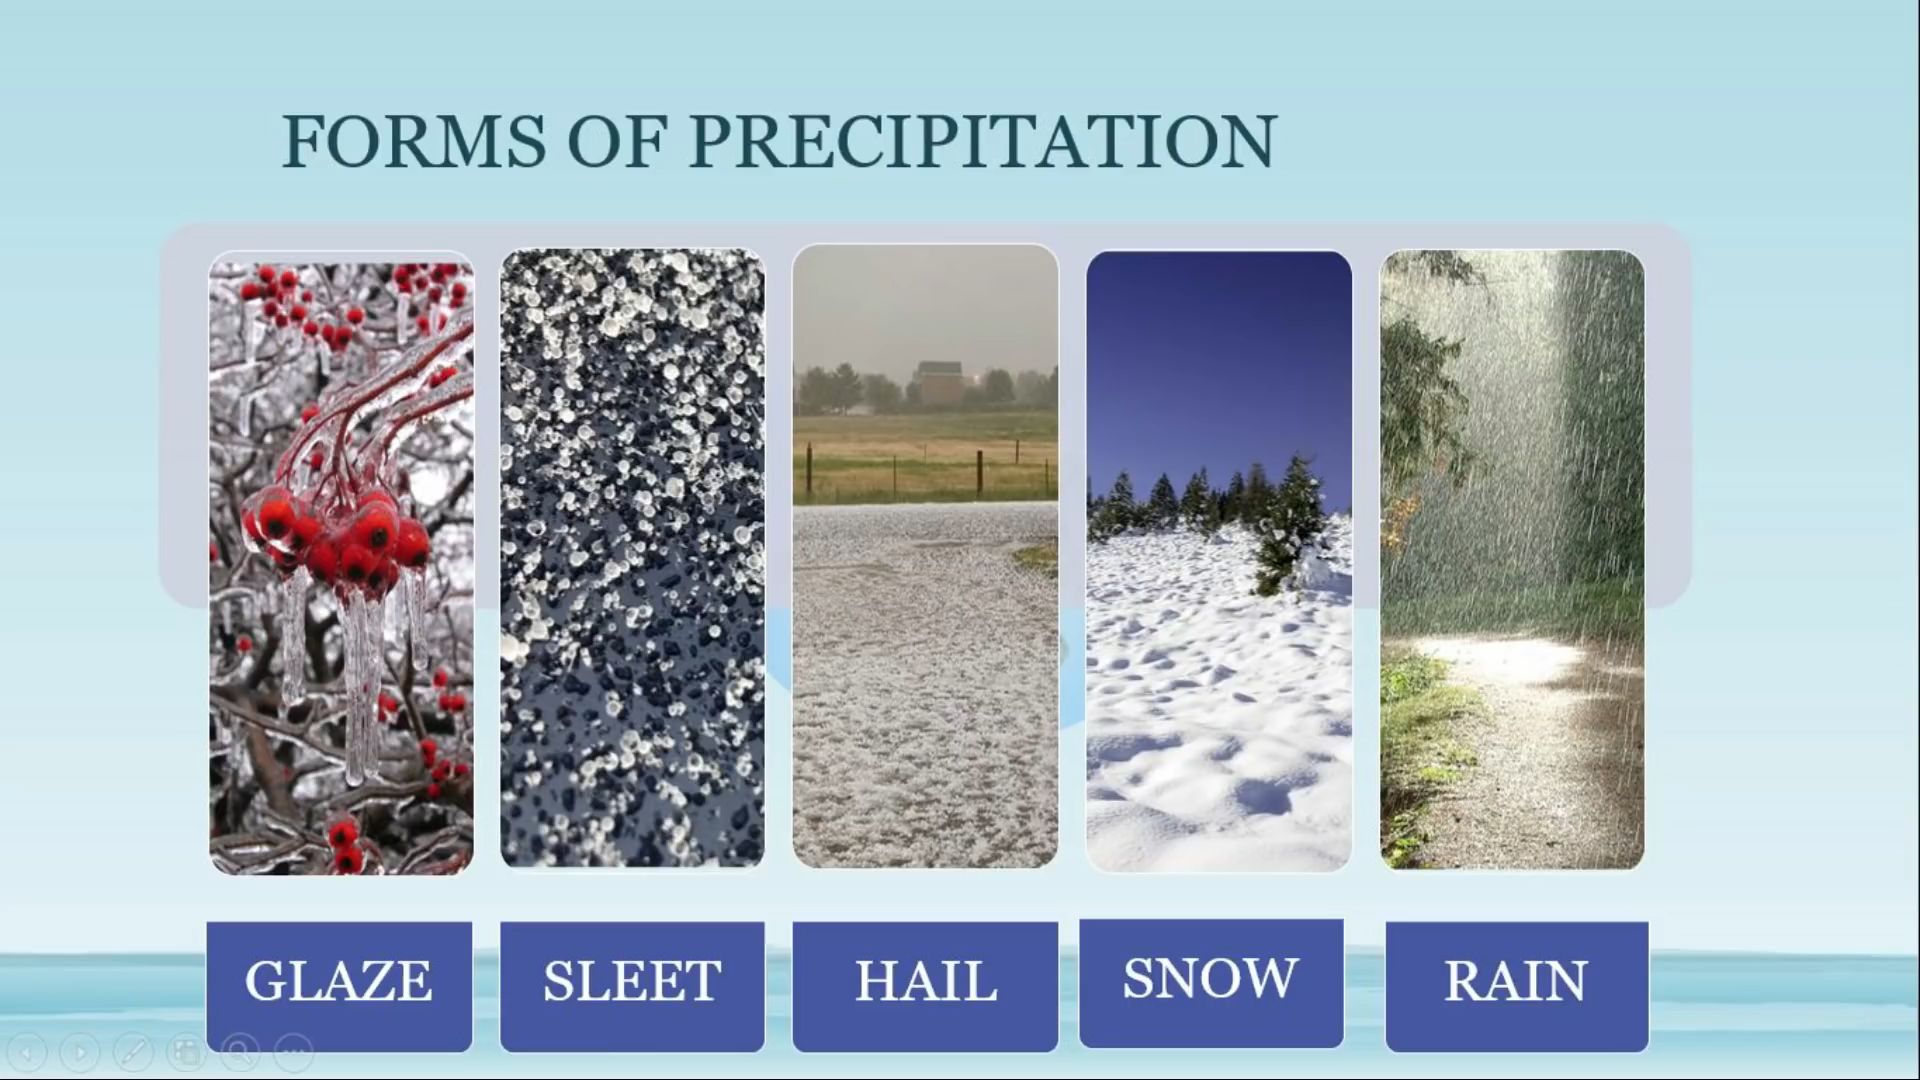 FORMS OF PRECIPITATION
GLAZE
SLEET
HAIL
SNOW
RAIN